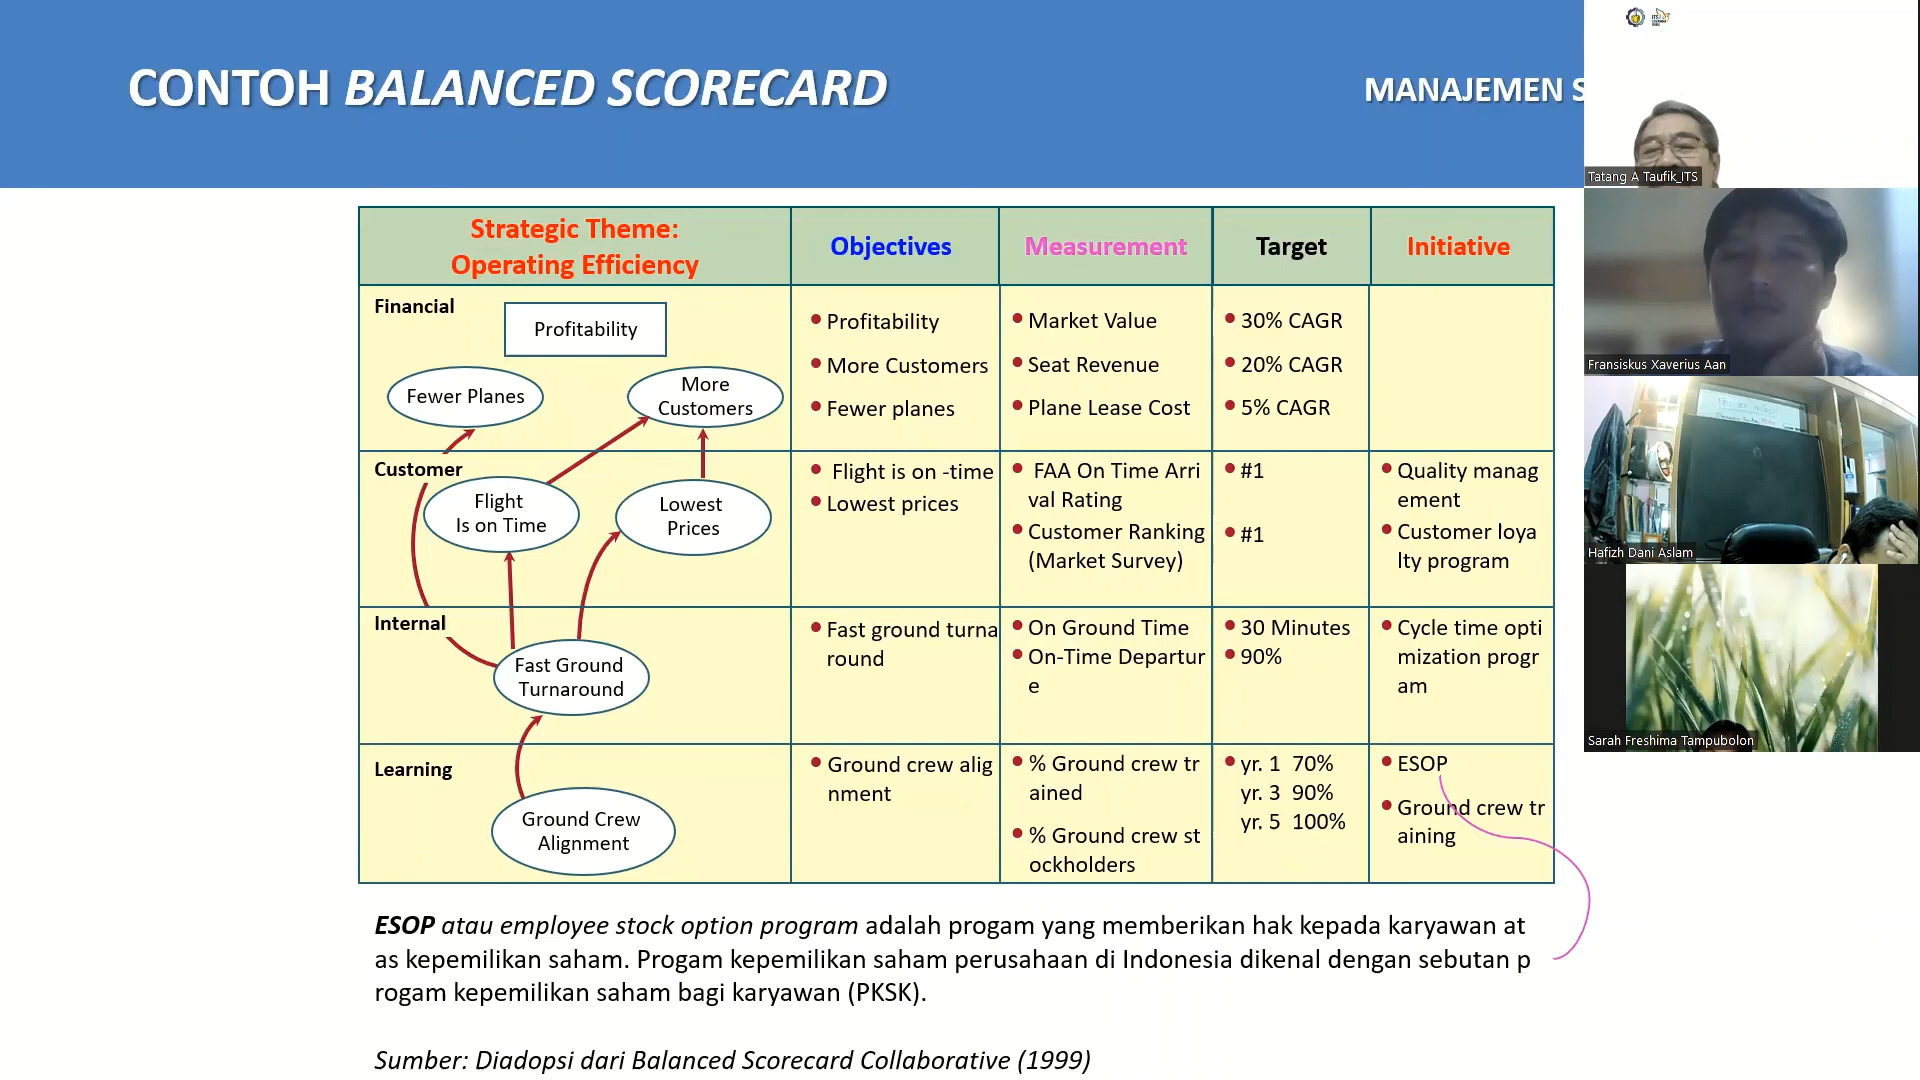 CONTOH BALANCED SCORECARD
MANAJEMEN S
Tatang A Taufik_ITS
Fransiskus Xaverius Aan
Hafizh Dani Aslam
Sarah Freshima Tampubolon
Strategic Theme:
Operating Efficiency
Objectives
Measurement
Target
Initiative
Financial
Profitability
Fewer Planes
More
Customers
Profitability
More Customers
Fewer planes
Market Value
Seat Revenue
Plane Lease Cost
30% CAGR
20% CAGR
5% CAGR
Customer
Flight
Is on Time
Lowest
Prices
Flight is on -time
Lowest prices
FAA On Time Arri
val Rating
Customer Ranking
(Market Survey)
#1
#1
Quality manag
ement
Customer loya
lty program
Internal
Fast Ground
Turnaround
Fast ground turna
round
On Ground Time
On-Time Departur
e
30 Minutes
90%
Cycle time opti
mization progr
am
Learning
Ground Crew
Alignment
Ground crew alig
nment
% Ground crew tr
ained
% Ground crew st
ockholders
yr. 1 70%
yr. 3 90%
yr. 5 100%
ESOP
Ground crew tr
aining
ESOP atau employee stock option program adalah progam yang memberikan hak kepada karyawan at
as kepemilikan saham. Progam kepemilikan saham perusahaan di Indonesia dikenal dengan sebutan p
rogam kepemilikan saham bagi karyawan (PKSK).
Sumber: Diadopsi dari Balanced Scorecard Collaborative (1999)